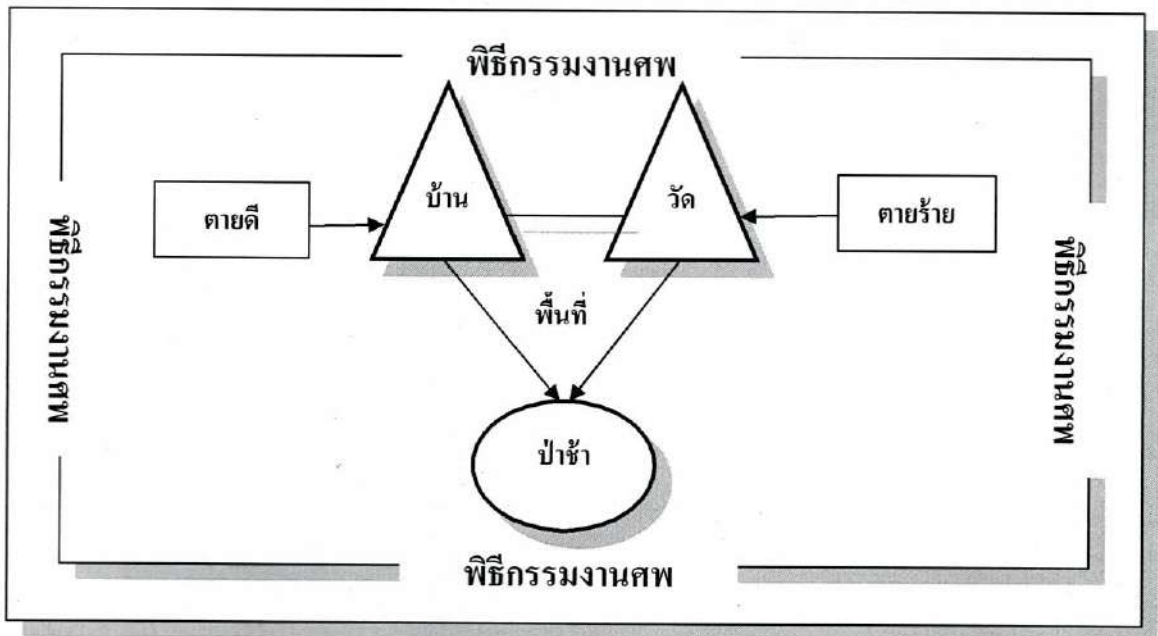 พิธีกรรมงานศพ
บ้าน
วัด
ตายดี
ตายร้าย
พิธีกรรมงานศพ
พิธีกรรมงานศพ
พื้นที่
ป่าช้า
พิธีกรรมงานศพ